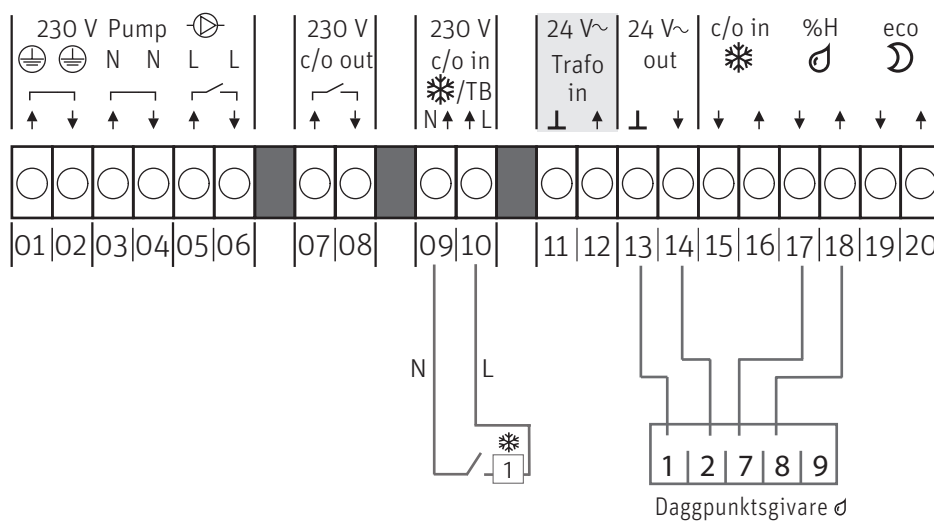 230 V Pump 230 V 230 V 24 V~ 24 V~ c/o in %H eco
N N L L c/o out c/o in Trafo out
❄/TB in
N L
01 02 03 04 05 06 07 08 09 10 11 12 13 14 15 16 17 18 19 20
N L
1
1 2 7 8 9
Daggpunktsgivare